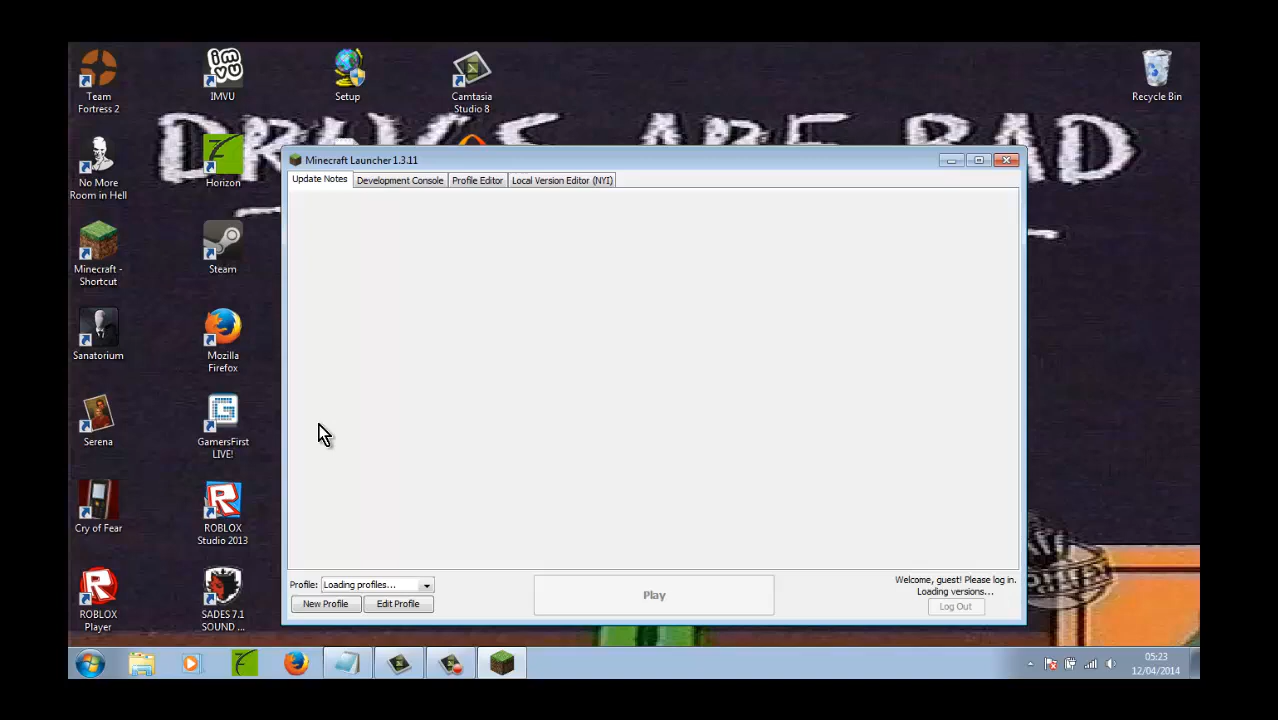 Team
Fortress 2
IMVU
Setup
Camtasia
Studio 8
Recycle Bin
ARE BAD
Minecraft Launcher 1.3.11
Update Notes
Development Console
Profile Editor
Local Version Editor (NYI)
No More
Room in Hell
Horizon
Minecraft -
Shortcut
Steam
Sanatorium
Mozilla
Firefox
Serena
GamersFirst
LIVE!
Cry of Fear
ROBLOX
Studio 2013
ROBLOX
Player
SADES 7.1
SOUND ...
Profile:
Loading profiles...
New Profile
Edit Profile
Play
Welcome, guest! Please log in.
Loading versions...
Log Out
05:23
12/04/2014